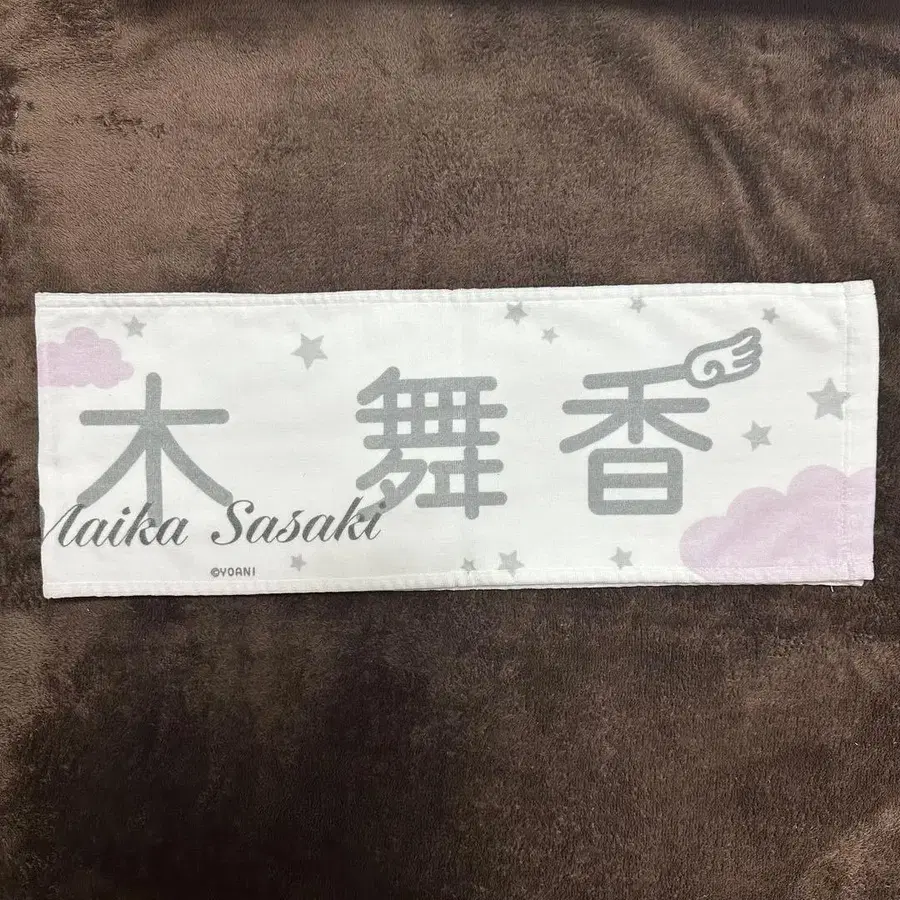 木 舞 香
Maika Sasaki
©YOANI